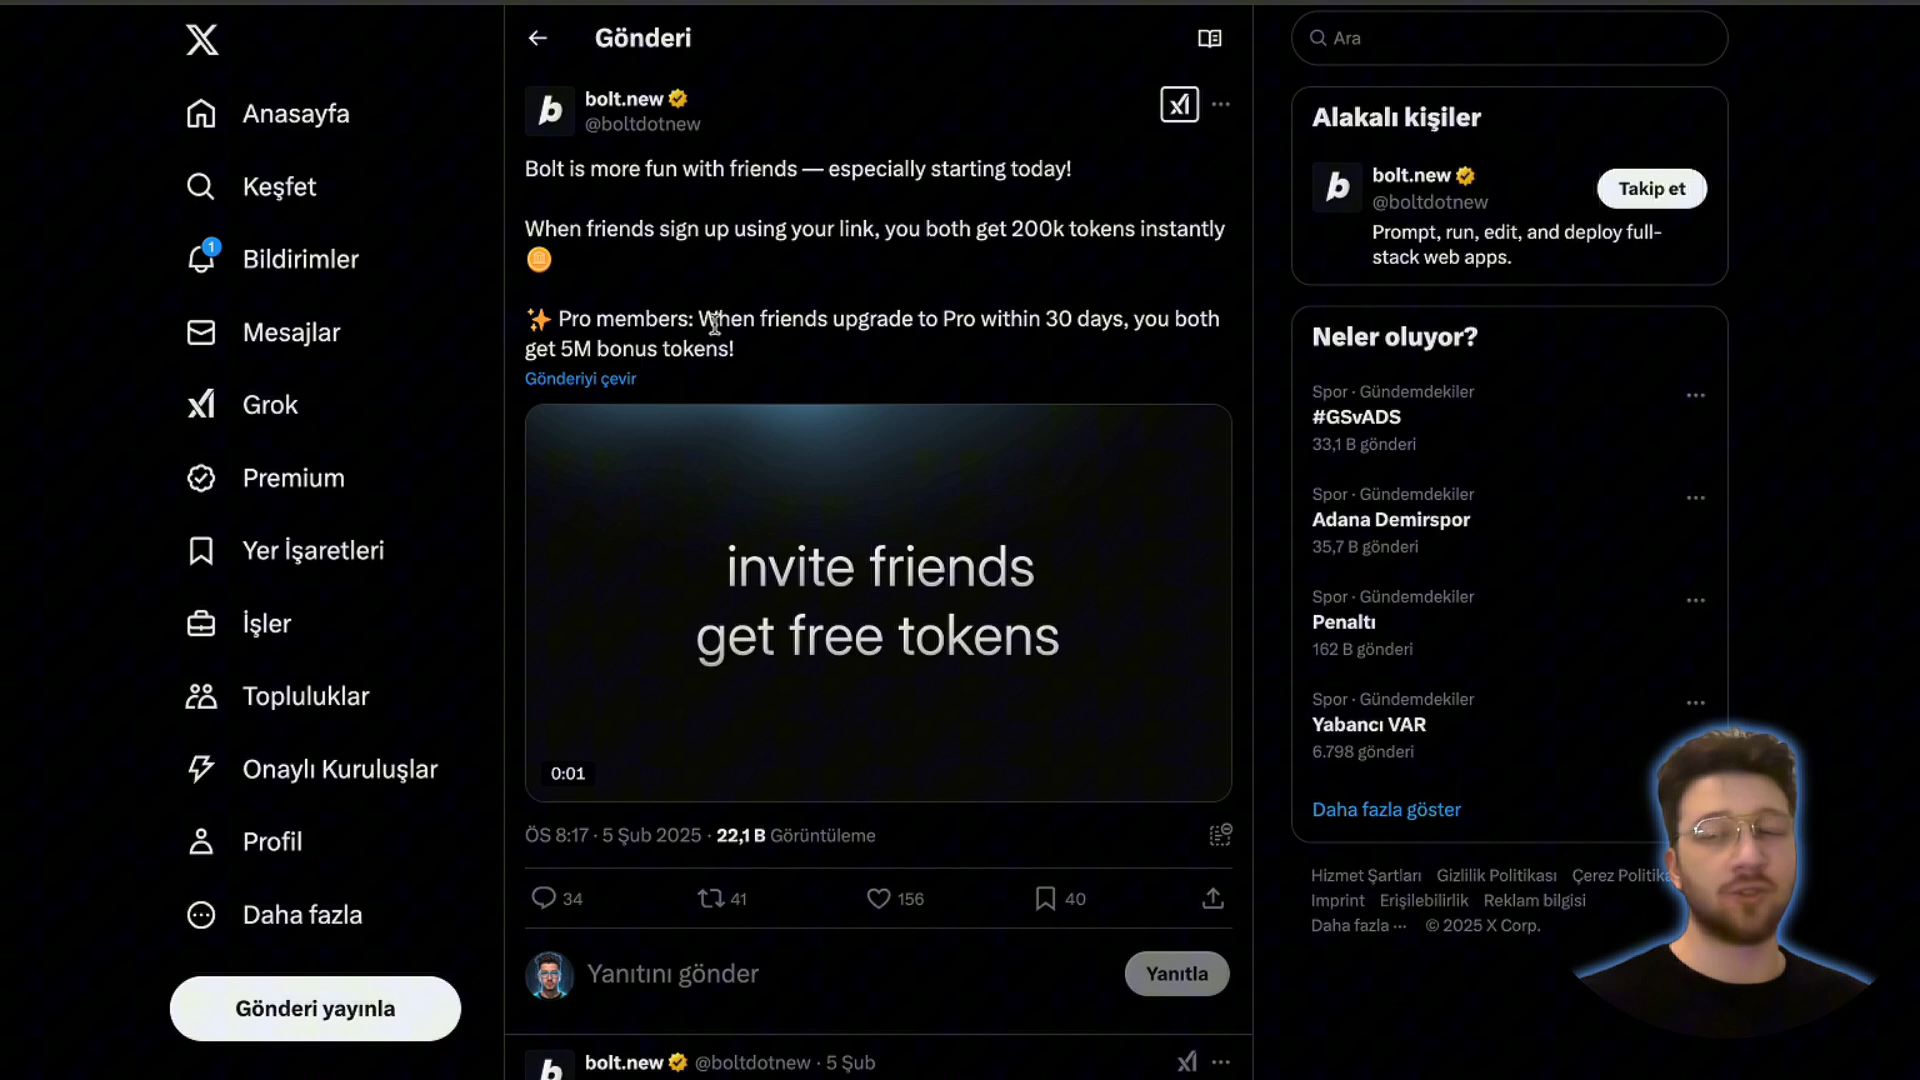 Anasayfa
Keşfet
1
Bildirimler
Mesajlar
Grok
Premium
Yer İşaretleri
İşler
Topluluklar
Onaylı Kuruluşlar
Profil
Daha fazla
Gönderi yayınla
Gönderi
bolt.new
@boltdotnew
Bolt is more fun with friends — especially starting today!
When friends sign up using your link, you both get 200k tokens instantly
🪙
✨ Pro members: When friends upgrade to Pro within 30 days, you both
get 5M bonus tokens!
Gönderiyi çevir
invite friends
get free tokens
0:01
ÖS 8:17 · 5 Şub 2025 · 22,1 B Görüntüleme
34 41 156 40
Yanıtını gönder
Yanıtla
bolt.new @boltdotnew · 5 Şub
Ara
Alakalı kişiler
bolt.new
@boltdotnew
Takip et
Prompt, run, edit, and deploy full-
stack web apps.
Neler oluyor?
Spor · Gündemdekiler
#GSvADS
33,1 B gönderi
Spor · Gündemdekiler
Adana Demirspor
35,7 B gönderi
Spor · Gündemdekiler
Penaltı
162 B gönderi
Spor · Gündemdekiler
Yabancı VAR
6.798 gönderi
Daha fazla göster
Hizmet Şartları Gizlilik Politikası Çerez Politika
Imprint Erişilebilirlik Reklam bilgisi
Daha fazla ··· © 2025 X Corp.